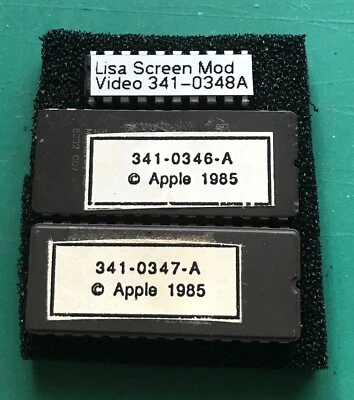 Lisa Screen Mod
Video 341-0348A
341-0346-A
© Apple 1985
341-0347-A
© Apple 1985